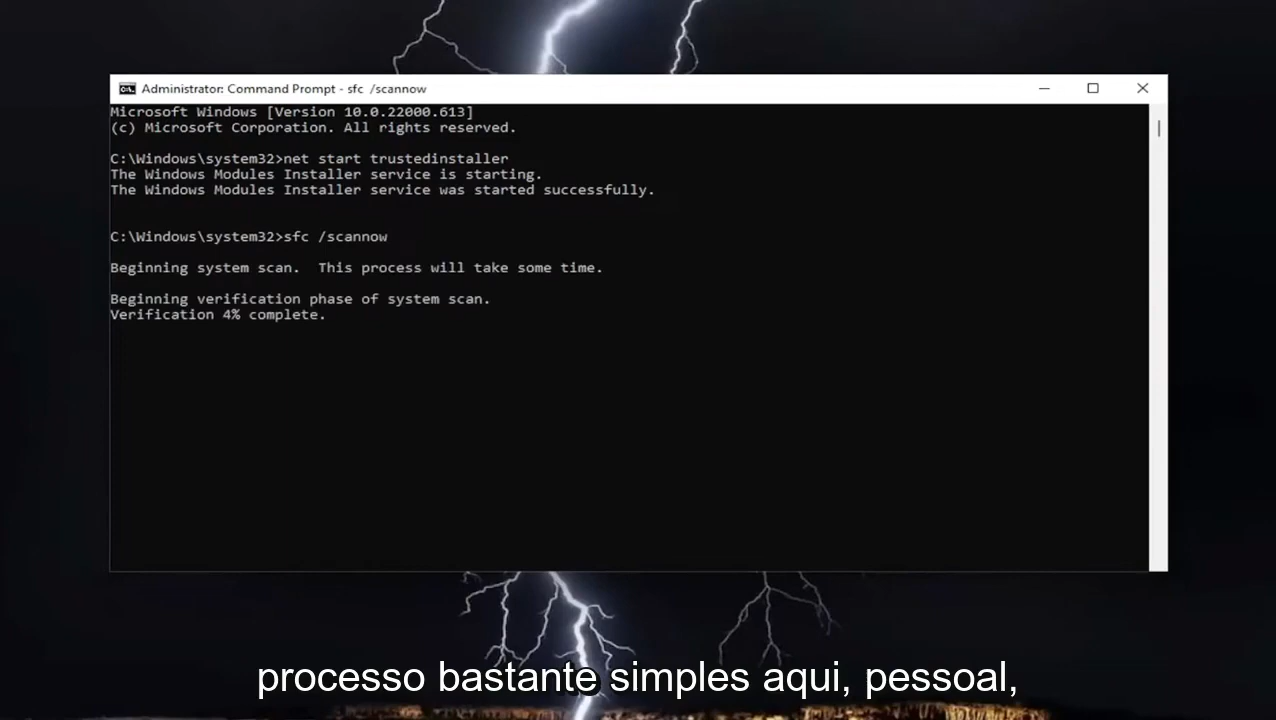 Administrator: Command Prompt - sfc  /scannow
Microsoft Windows [Version 10.0.22000.613]
(c) Microsoft Corporation. All rights reserved.
C:\Windows\system32>net start trustedinstaller
The Windows Modules Installer service is starting.
The Windows Modules Installer service was started successfully.
C:\Windows\system32>sfc /scannow
Beginning system scan.  This process will take some time.
Beginning verification phase of system scan.
Verification 4% complete.
processo bastante simples aqui, pessoal,